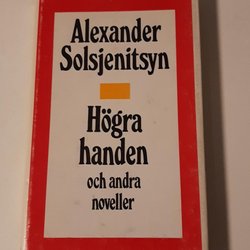 Alexander
Solsjenitsyn
Högra
handen
och andra
noveller